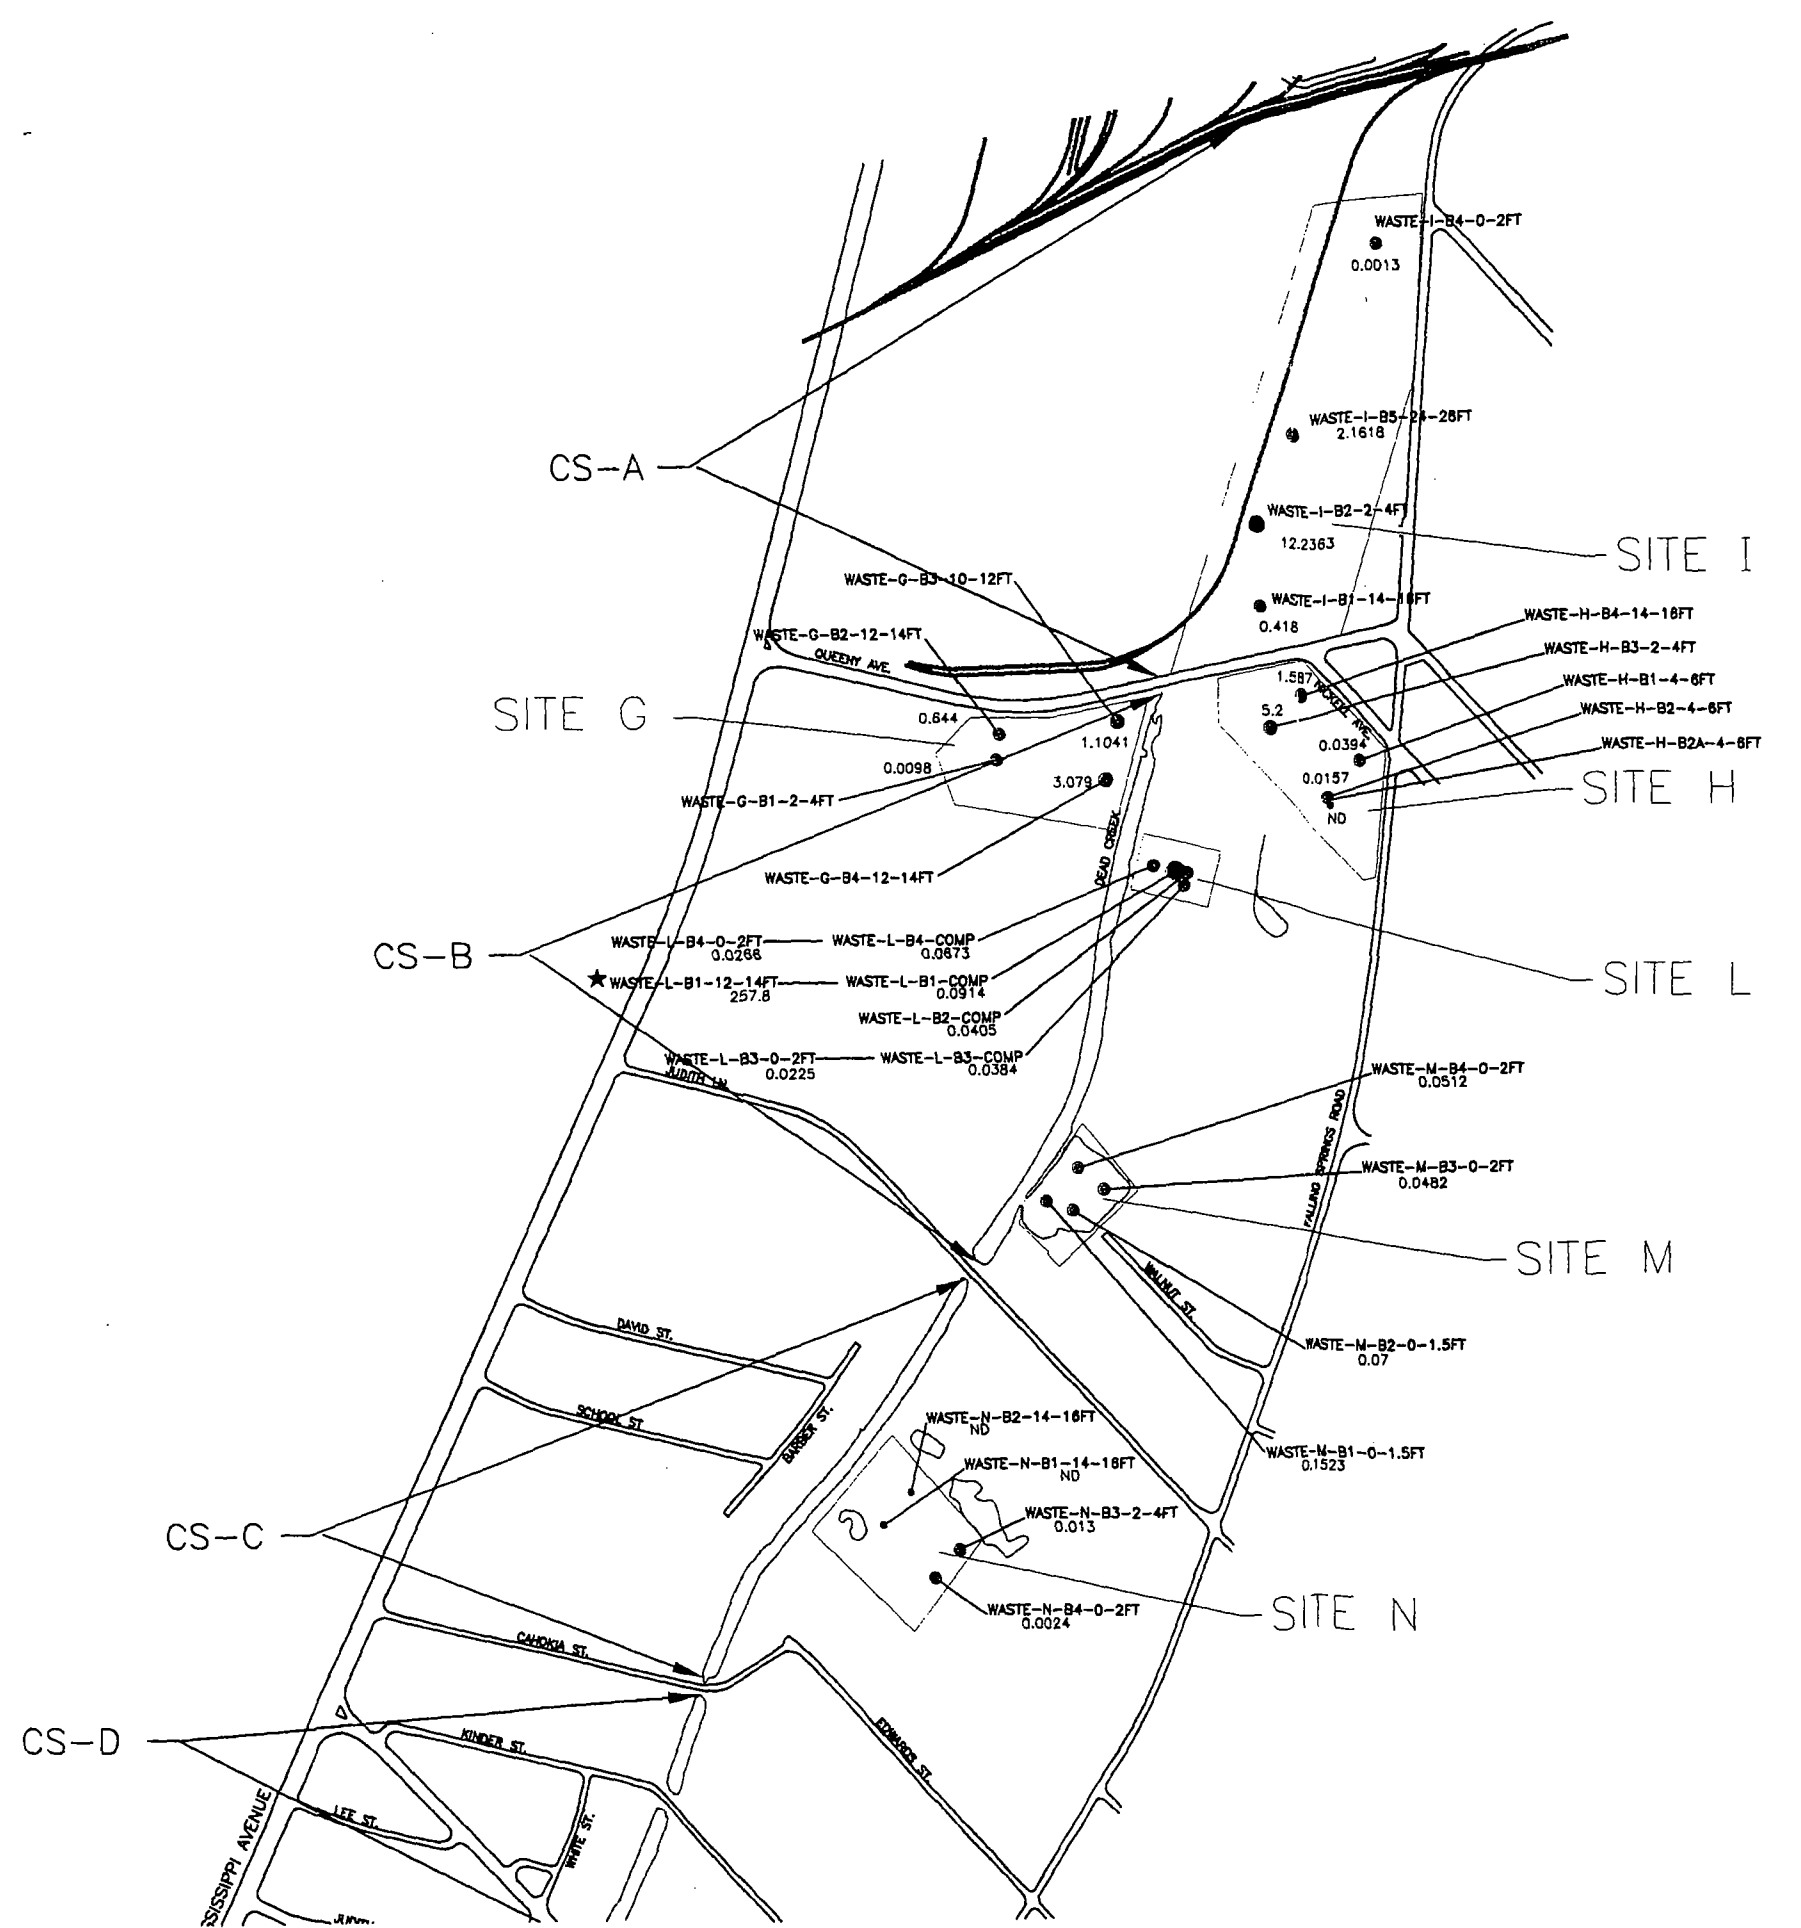 WASTE-I-B4-0-2FT
0.0013
WASTE-I-B5-24-26FT
2.1618
CS-A
WASTE-I-B2-2-4FT
12.2363
SITE I
WASTE-G-B3-10-12FT
WASTE-I-B1-14-16FT
0.418
WASTE-H-B4-14-16FT
WASTE-G-B2-12-14FT
WASTE-H-B3-2-4FT
QUEENY AVE.
1.587
WASTE-H-B1-4-6FT
NICKELL AVE.
SITE G
0.644
5.2
WASTE-H-B2-4-6FT
1.1041
0.0394
WASTE-H-B2A-4-6FT
0.0098
3.079
0.0157
SITE H
WASTE-G-B1-2-4FT
ND
DEAD CREEK
WASTE-G-B4-12-14FT
WASTE-L-B4-0-2FT WASTE-L-B4-COMP
0.0266 0.0673
CS-B
WASTE-L-B1-12-14FT WASTE-L-B1-COMP
257.8 0.0914
SITE L
WASTE-L-B2-COMP
0.0405
WASTE-L-B3-0-2FT WASTE-L-B3-COMP
0.0225 0.0384
JUDITH LN.
WASTE-M-B4-0-2FT
0.0512
FALLING SPRINGS ROAD
WASTE-M-B3-0-2FT
0.0482
SITE M
WALNUT ST.
DAVID ST.
WASTE-M-B2-0-1.5FT
0.07
SCHOOL ST.
BARBER ST.
WASTE-N-B2-14-16FT
ND
WASTE-M-B1-0-1.5FT
0.1523
WASTE-N-B1-14-16FT
ND
WASTE-N-B3-2-4FT
0.013
CS-C
WASTE-N-B4-0-2FT
0.0024
SITE N
CAHOKIA ST.
CS-D
KINDER ST.
EDWARDS ST.
LEE ST.
WHITE ST.
SISSIPPI AVENUE